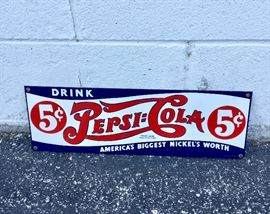 DRINK
5¢ PEPSI:COLA 5¢
AMERICA'S BIGGEST NICKEL'S WORTH